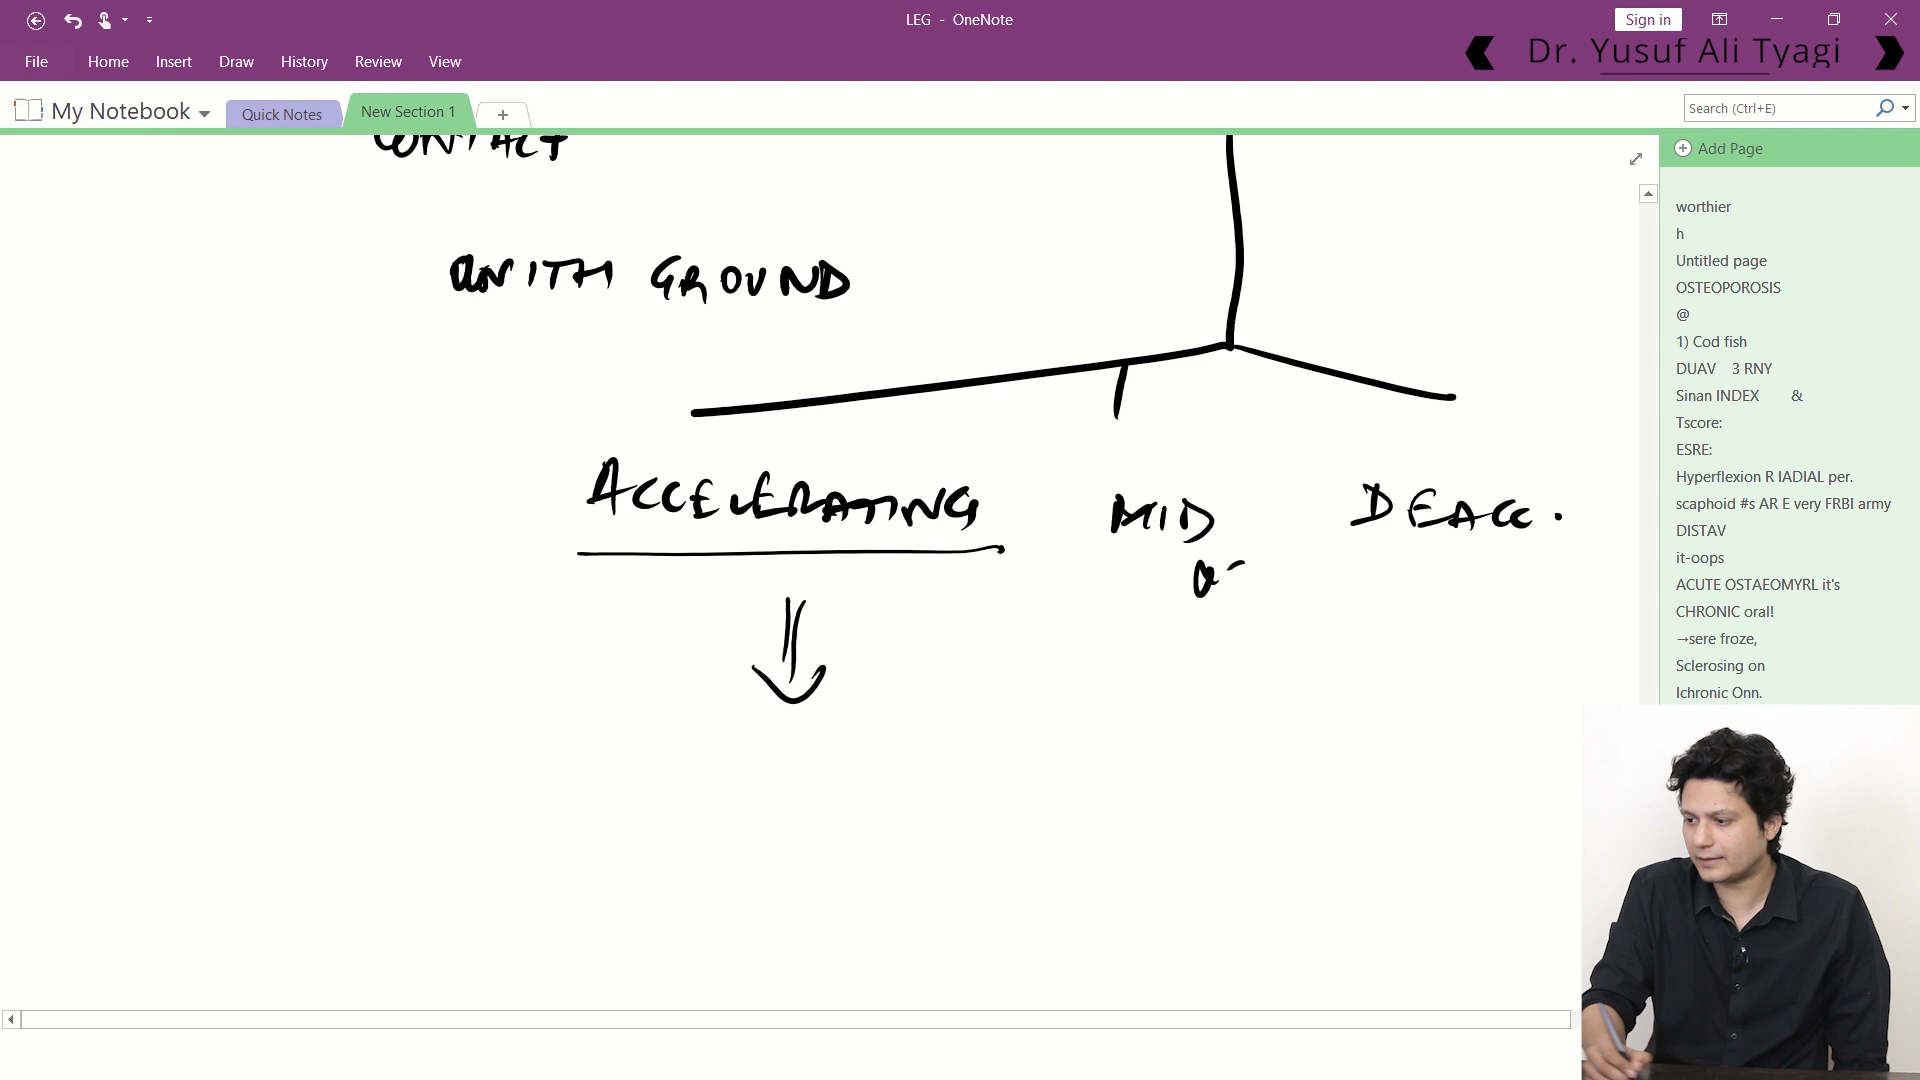 LEG - OneNote
Sign in
File Home Insert Draw History Review View
Dr. Yusuf Ali Tyagi
My Notebook
Quick Notes
New Section 1
Search (Ctrl+E)
Add Page
CONTACT
WITH GROUND
ACCELERATING
MID
DEACC.
worthier
h
Untitled page
OSTEOPOROSIS
@
1) Cod fish
DUAV 3 RNY
Sinan INDEX &
Tscore:
ESRE:
Hyperflexion R IADIAL per.
scaphoid #s AR E very FRBI army
DISTAV
it-oops
ACUTE OSTAEOMYRL it's
CHRONIC oral!
→sere froze,
Sclerosing on
Ichronic Onn.